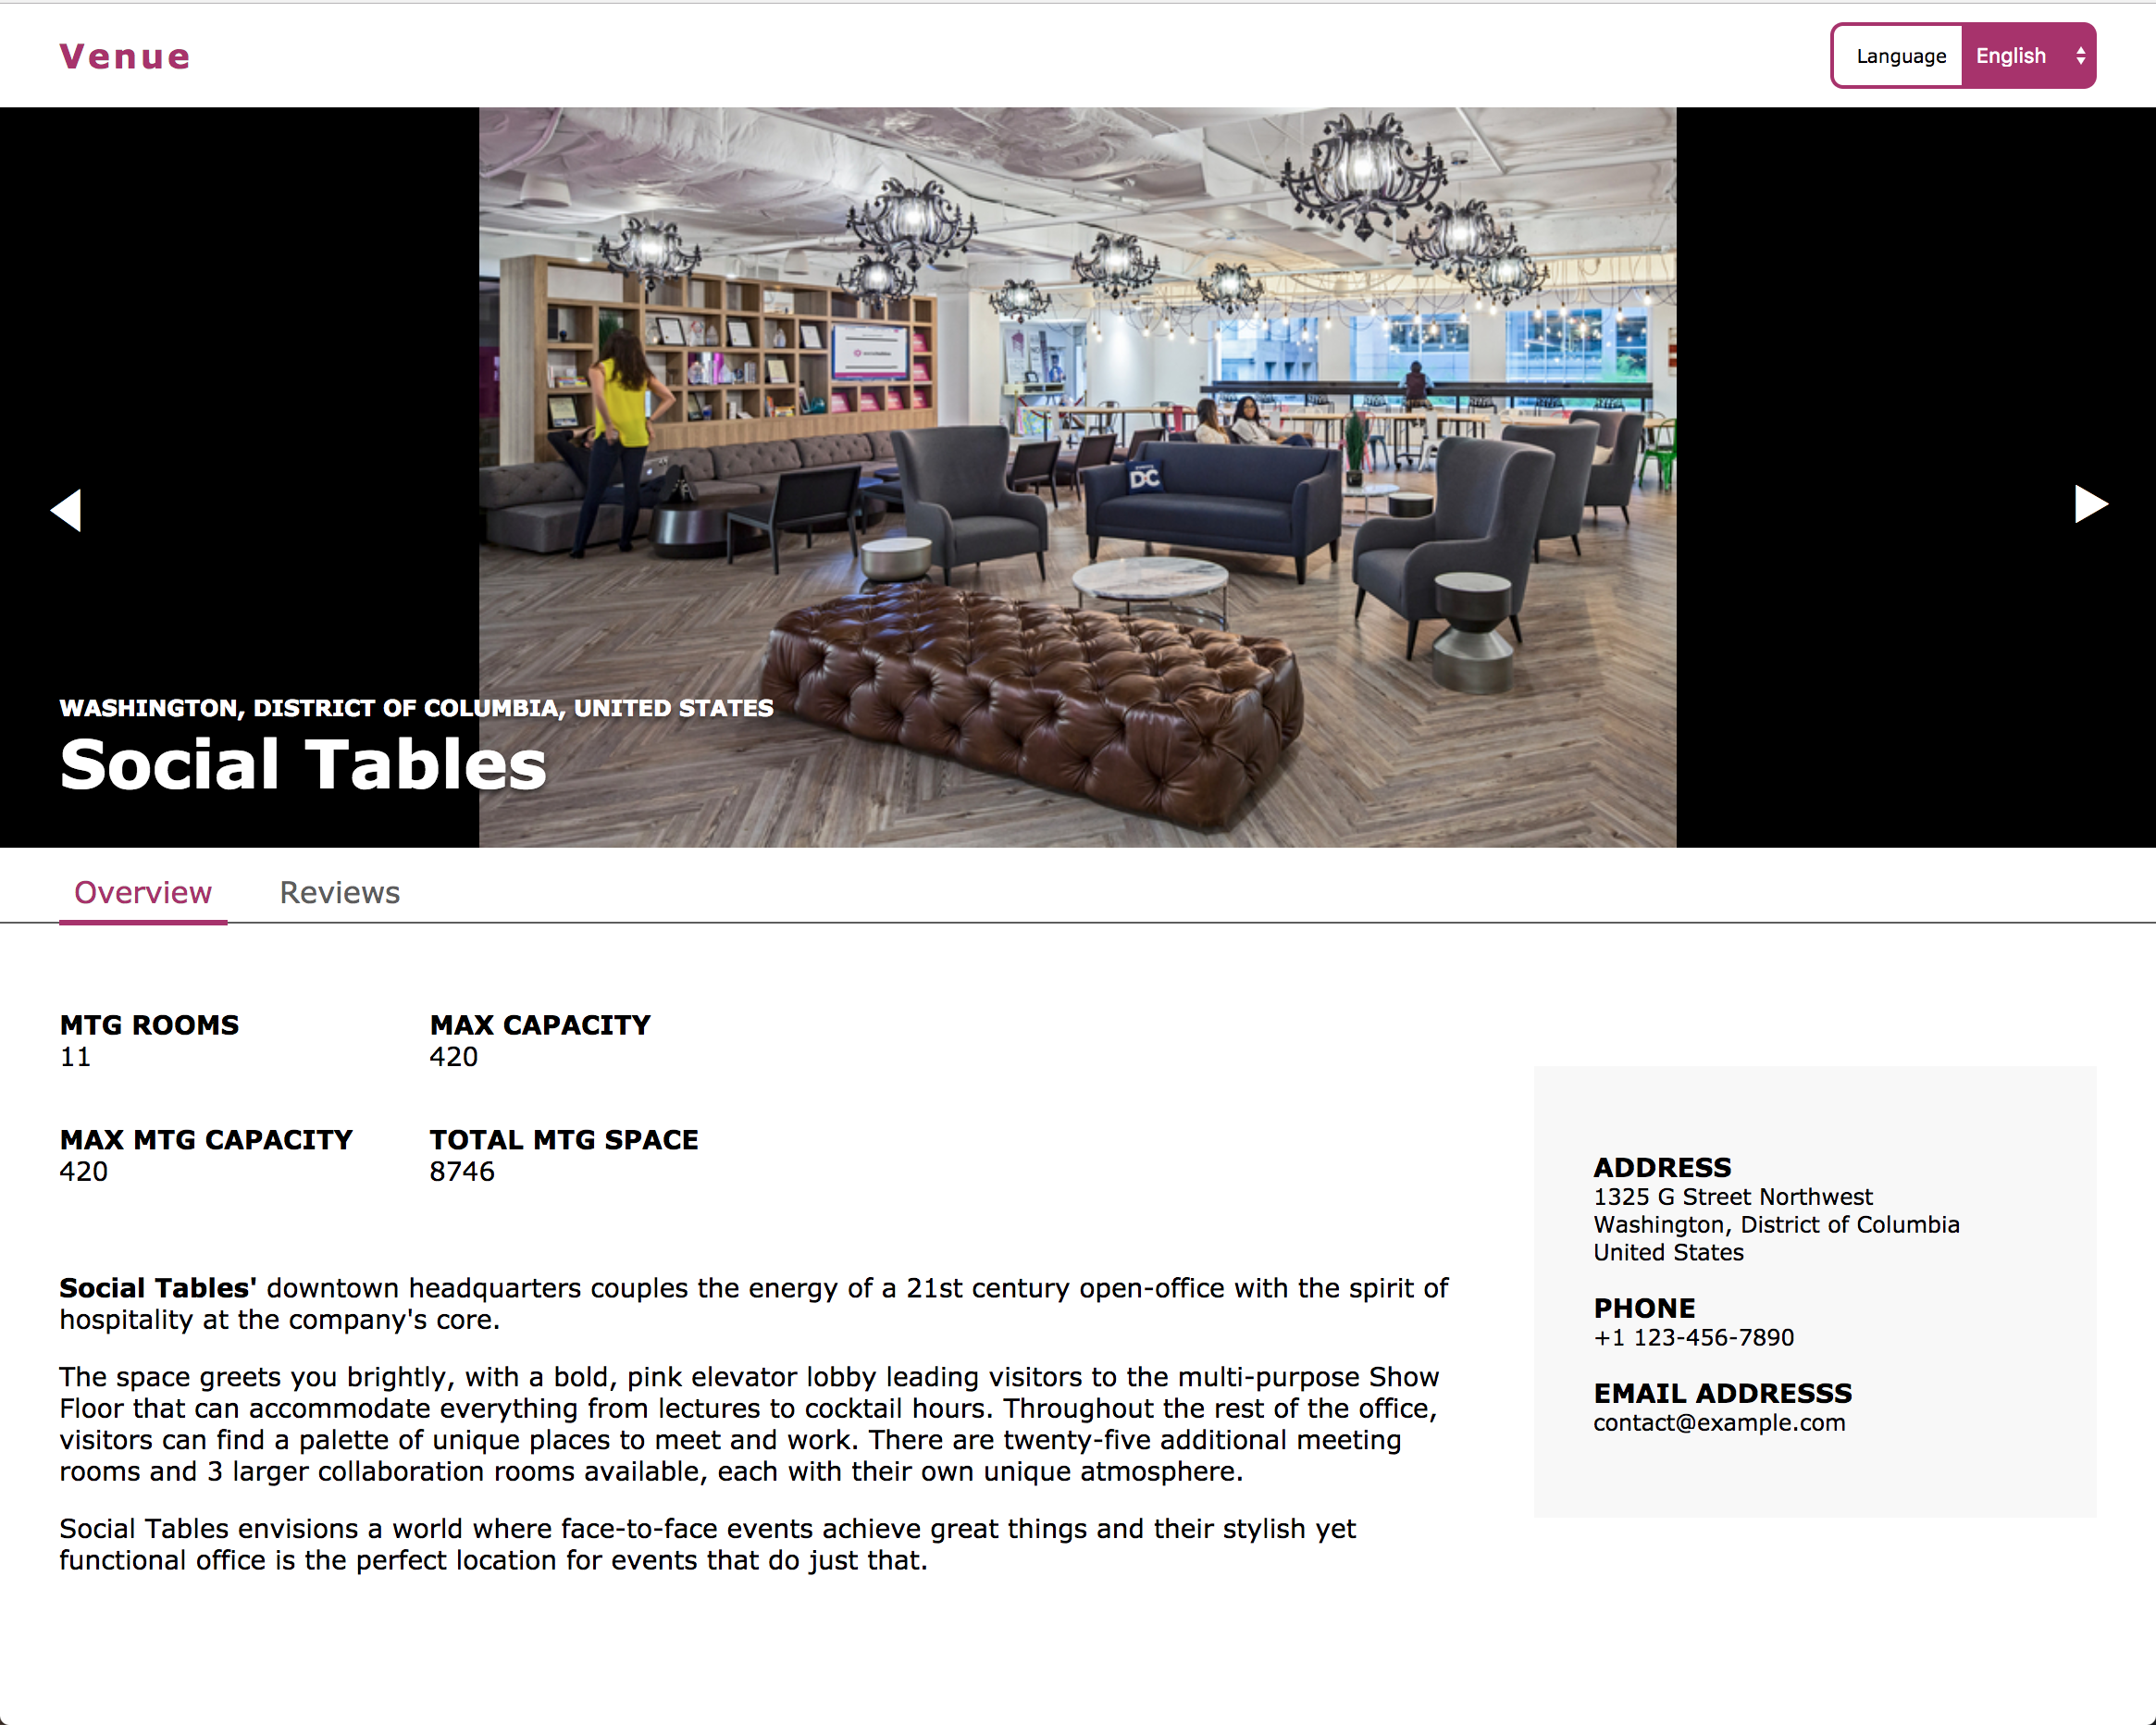 Venue
Language English
DC
WASHINGTON, DISTRICT OF COLUMBIA, UNITED STATES
Social Tables
Overview Reviews
MTG ROOMS
11
MAX CAPACITY
420
MAX MTG CAPACITY
420
TOTAL MTG SPACE
8746
Social Tables' downtown headquarters couples the energy of a 21st century open-office with the spirit of
hospitality at the company's core.
The space greets you brightly, with a bold, pink elevator lobby leading visitors to the multi-purpose Show
Floor that can accommodate everything from lectures to cocktail hours. Throughout the rest of the office,
visitors can find a palette of unique places to meet and work. There are twenty-five additional meeting
rooms and 3 larger collaboration rooms available, each with their own unique atmosphere.
Social Tables envisions a world where face-to-face events achieve great things and their stylish yet
functional office is the perfect location for events that do just that.
ADDRESS
1325 G Street Northwest
Washington, District of Columbia
United States
PHONE
+1 123-456-7890
EMAIL ADDRESSS
contact@example.com